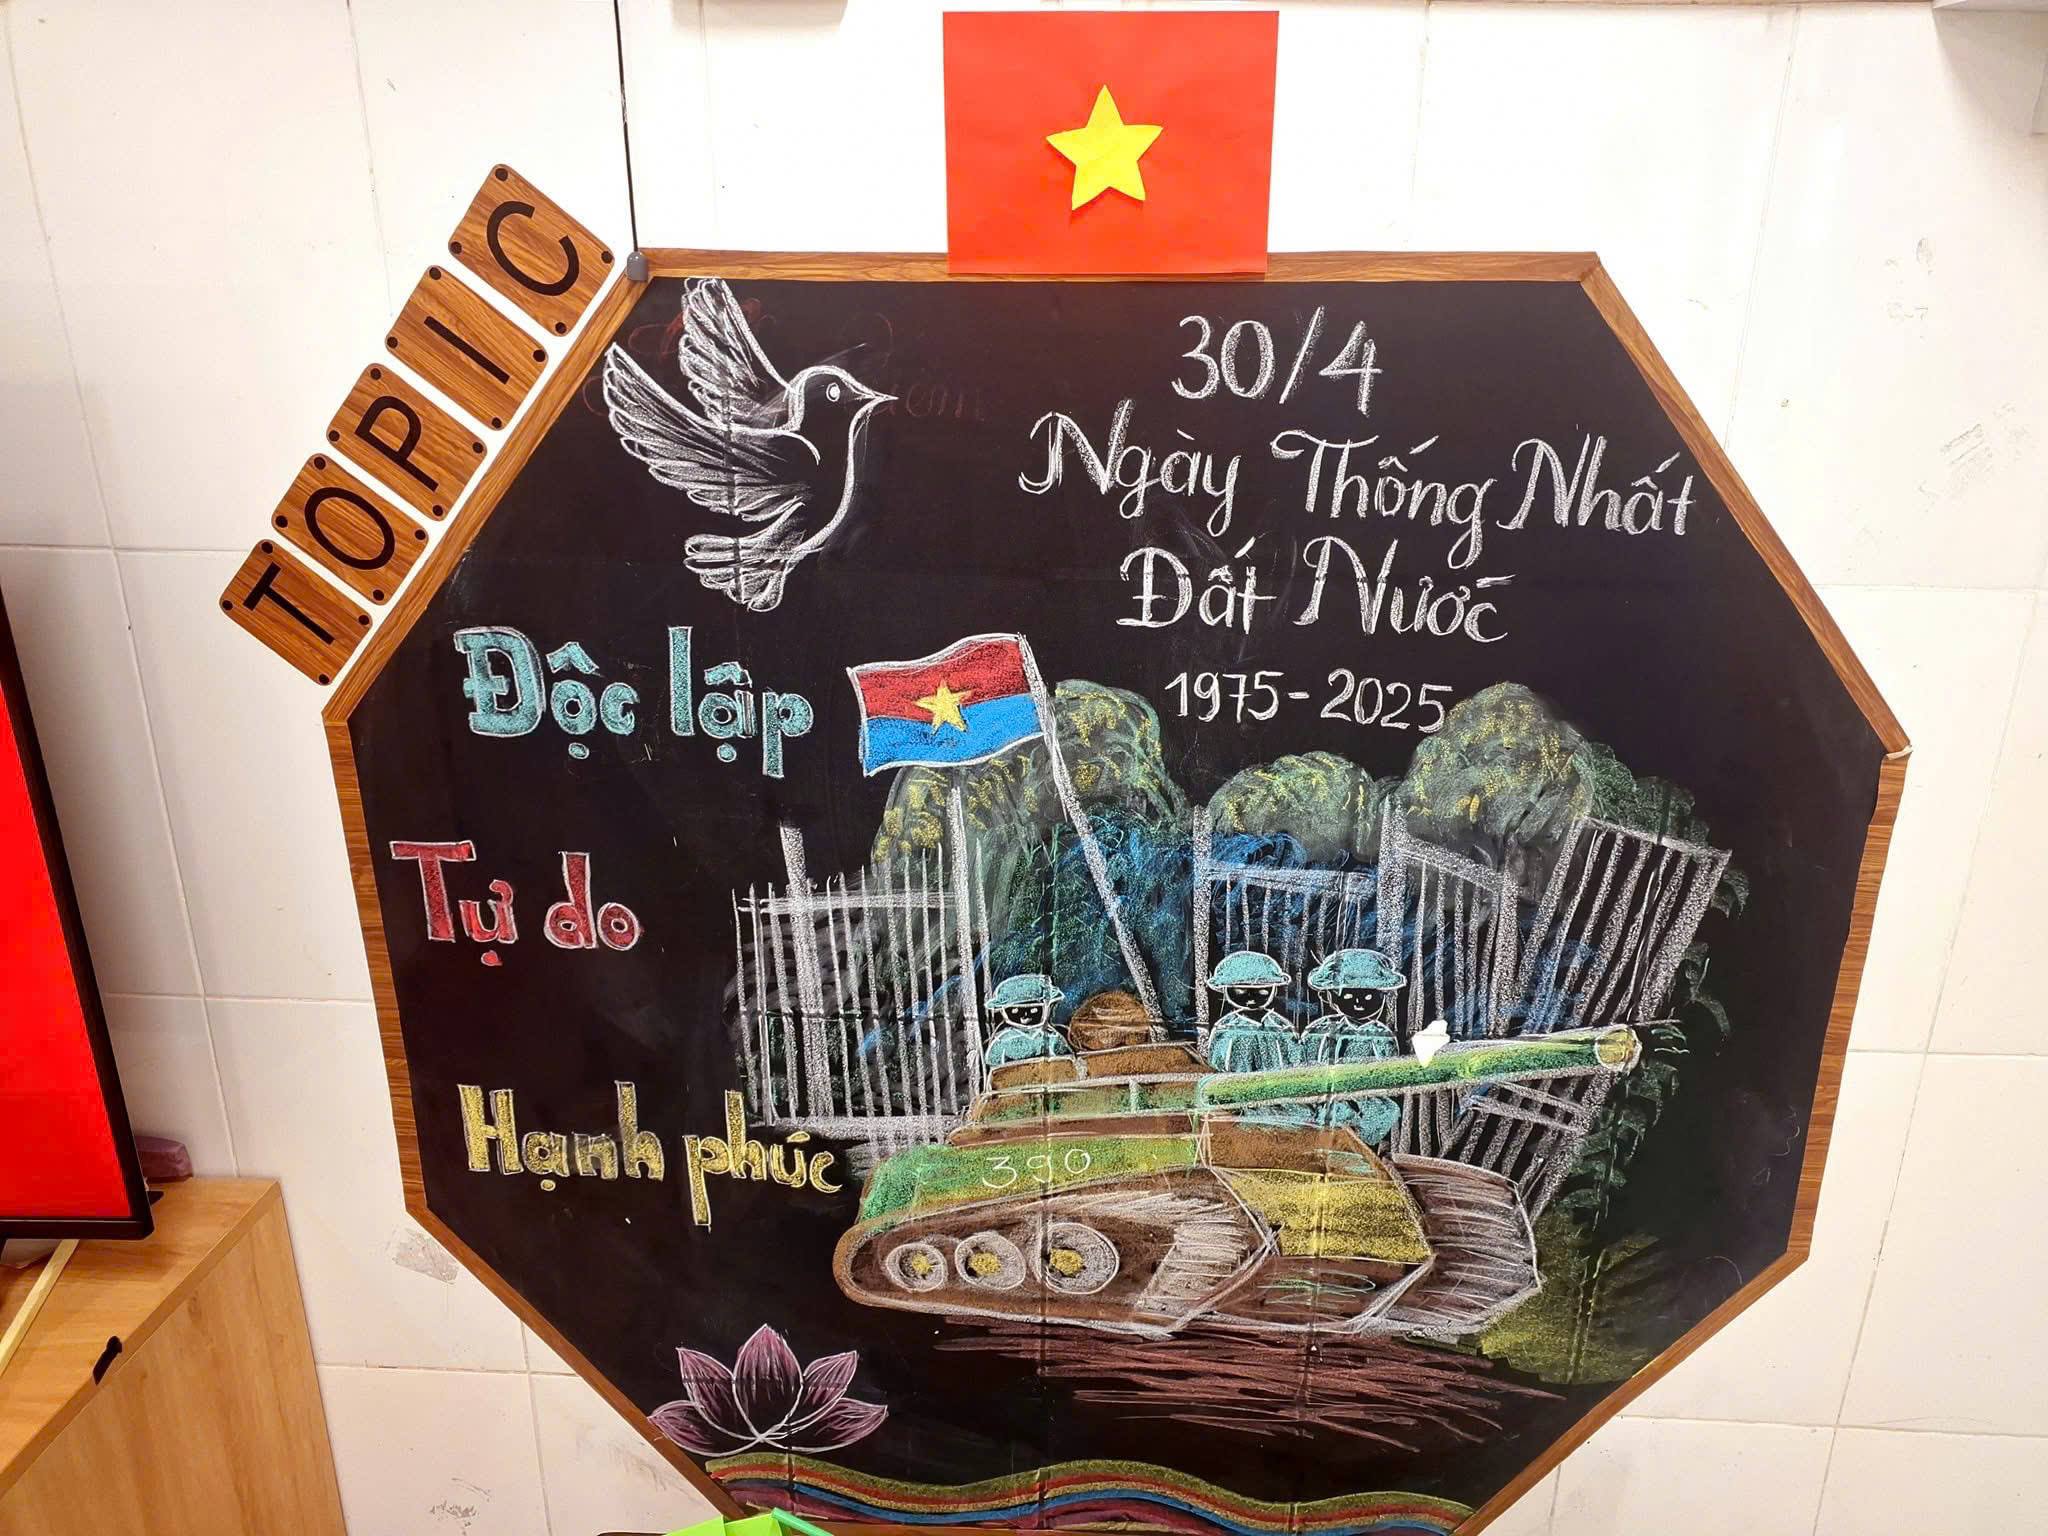 TOPIC
30/4
Ngày Thống Nhất
Đất Nước
1975-2025
Độc lập
Tự do
Hạnh phúc
390